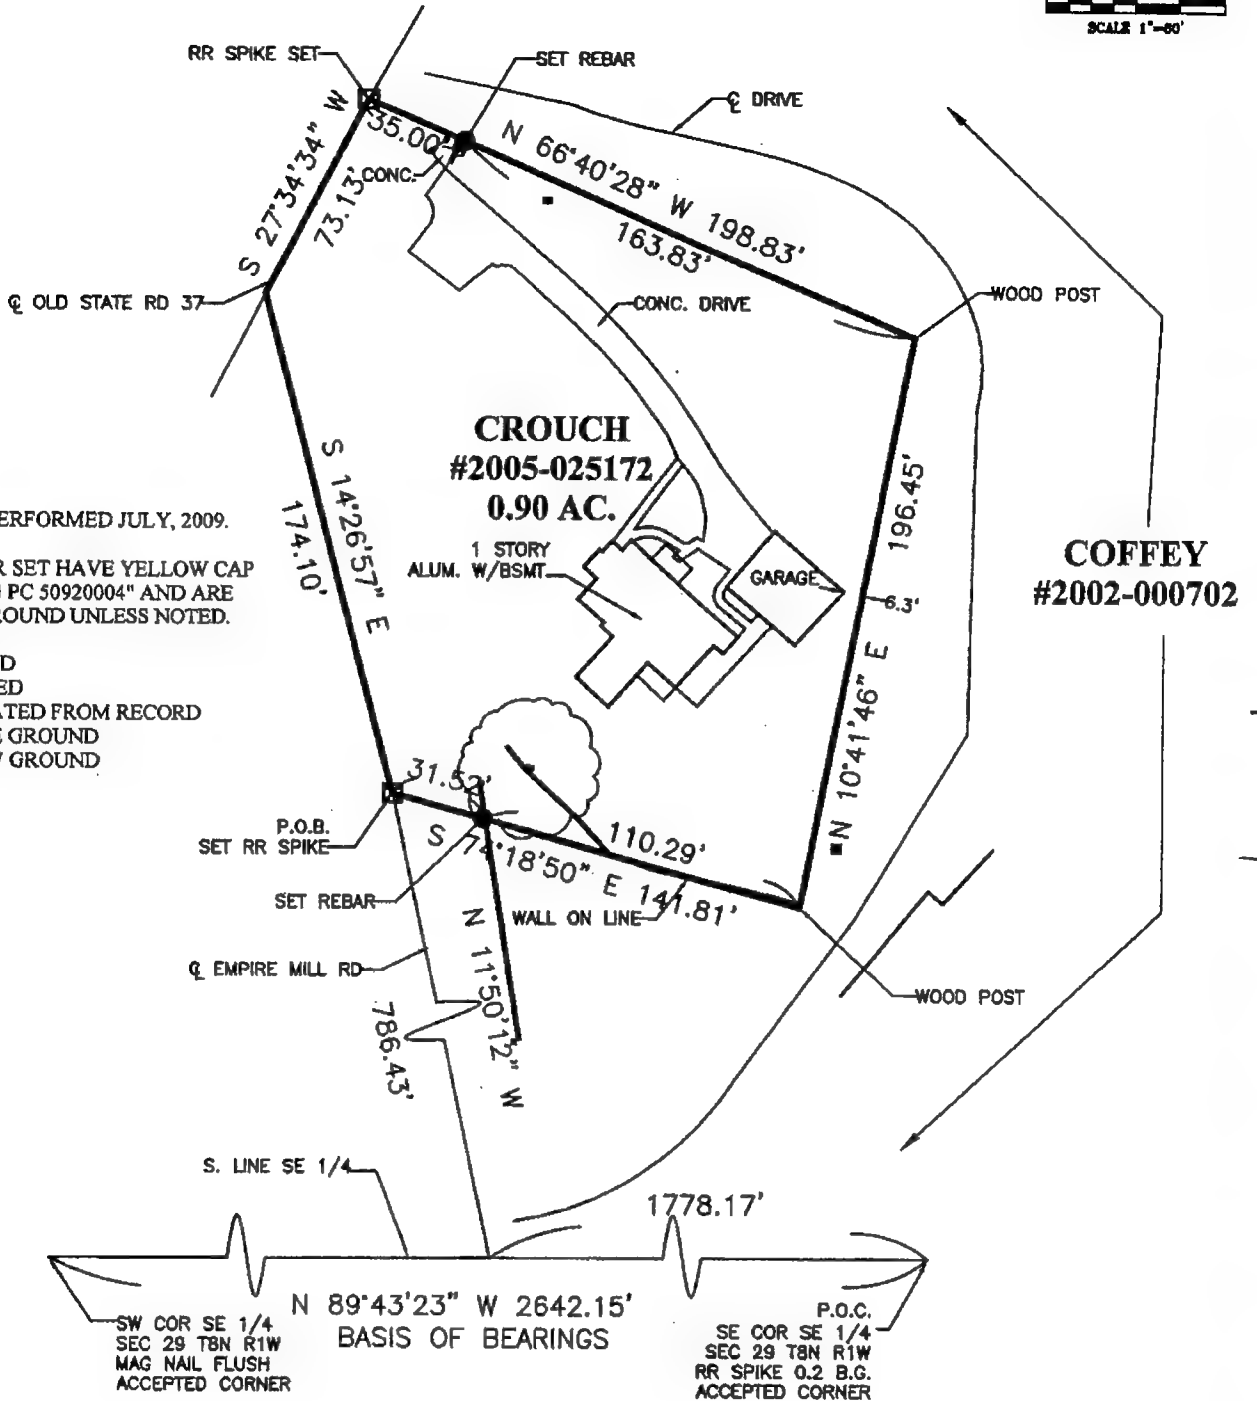 SCALE 1"=60'
RR SPIKE SET
SET REBAR
℄ DRIVE
35.00'
CONC.
N 66°40'28" W 198.83'
163.83'
S 27°34'34" W
73.13'
℄ OLD STATE RD 37
CONC. DRIVE
WOOD POST
CROUCH
#2005-025172
0.90 AC.
1 STORY
ALUM. W/BSMT
GARAGE
6.3'
196.45'
N 10°41'46" E
COFFEY
#2002-000702
S 14°26'57" E
174.10'
ERFORMED JULY, 2009.
R SET HAVE YELLOW CAP
PC 50920004" AND ARE
ROUND UNLESS NOTED.
D
ED
ATED FROM RECORD
E GROUND
GROUND
31.52'
P.O.B.
SET RR SPIKE
S 74°18'50" E 141.81'
110.29'
SET REBAR
WALL ON LINE
℄ EMPIRE MILL RD
WOOD POST
N 11°50'12" W
786.43'
S. LINE SE 1/4
1778.17'
N 89°43'23" W 2642.15'
BASIS OF BEARINGS
SW COR SE 1/4
SEC 29 T8N R1W
MAG NAIL FLUSH
ACCEPTED CORNER
P.O.C.
SE COR SE 1/4
SEC 29 T8N R1W
RR SPIKE 0.2 B.G.
ACCEPTED CORNER